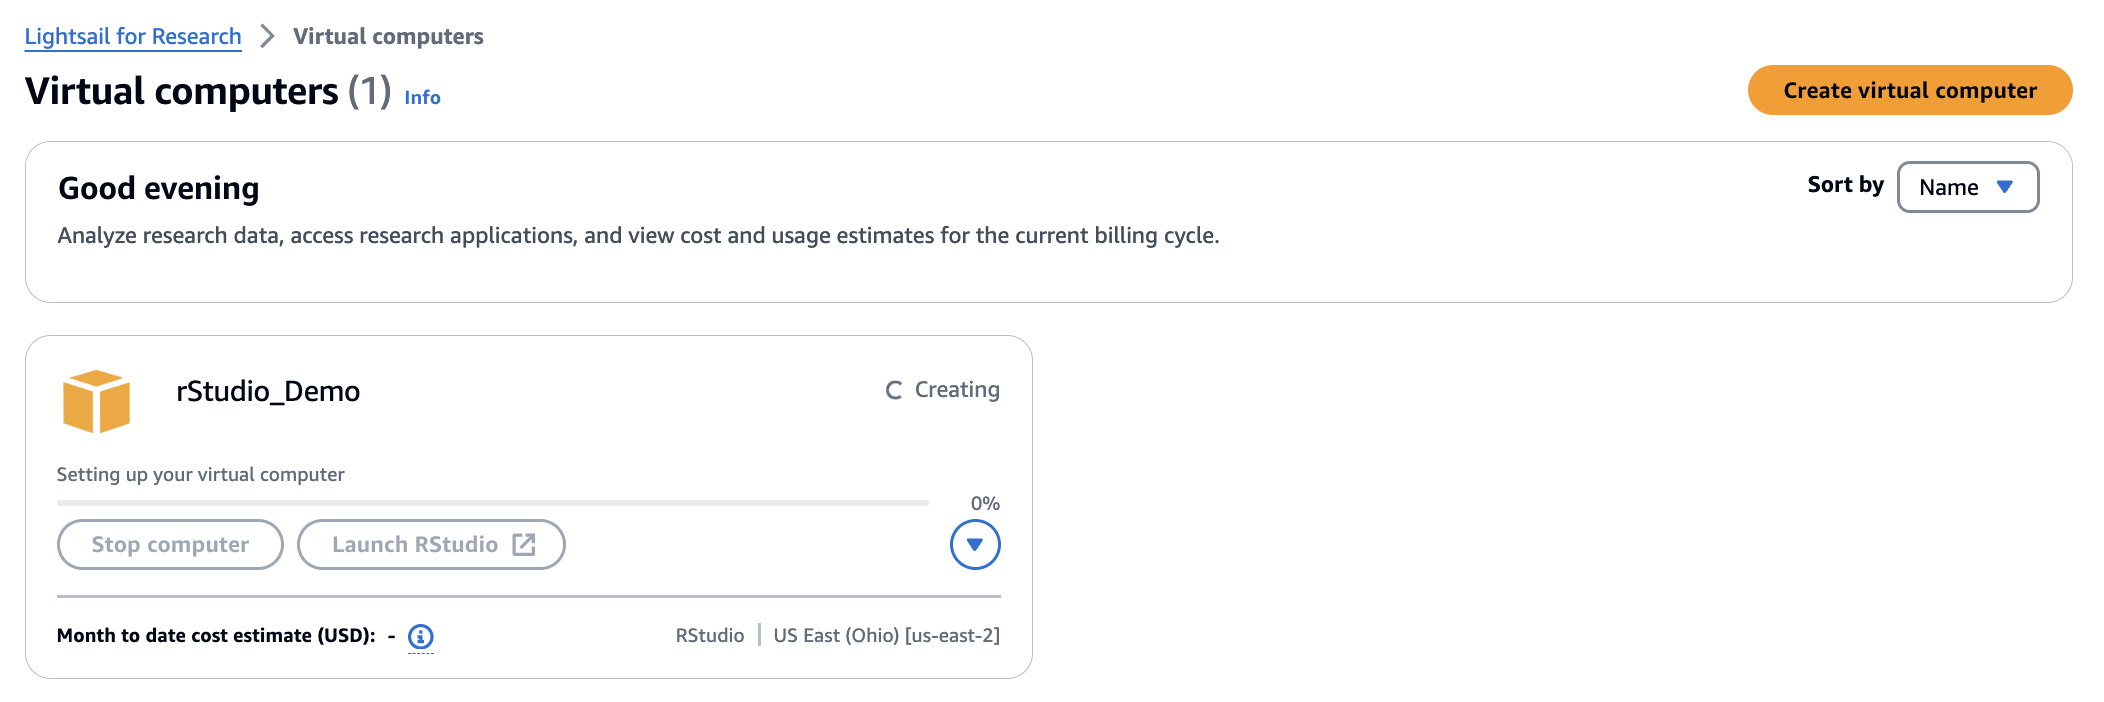 Lightsail for Research > Virtual computers
Virtual computers (1) Info
Create virtual computer
Good evening
Sort by Name
Analyze research data, access research applications, and view cost and usage estimates for the current billing cycle.
rStudio_Demo
Creating
Setting up your virtual computer
0%
Stop computer
Launch RStudio
Month to date cost estimate (USD): -
RStudio | US East (Ohio) [us-east-2]